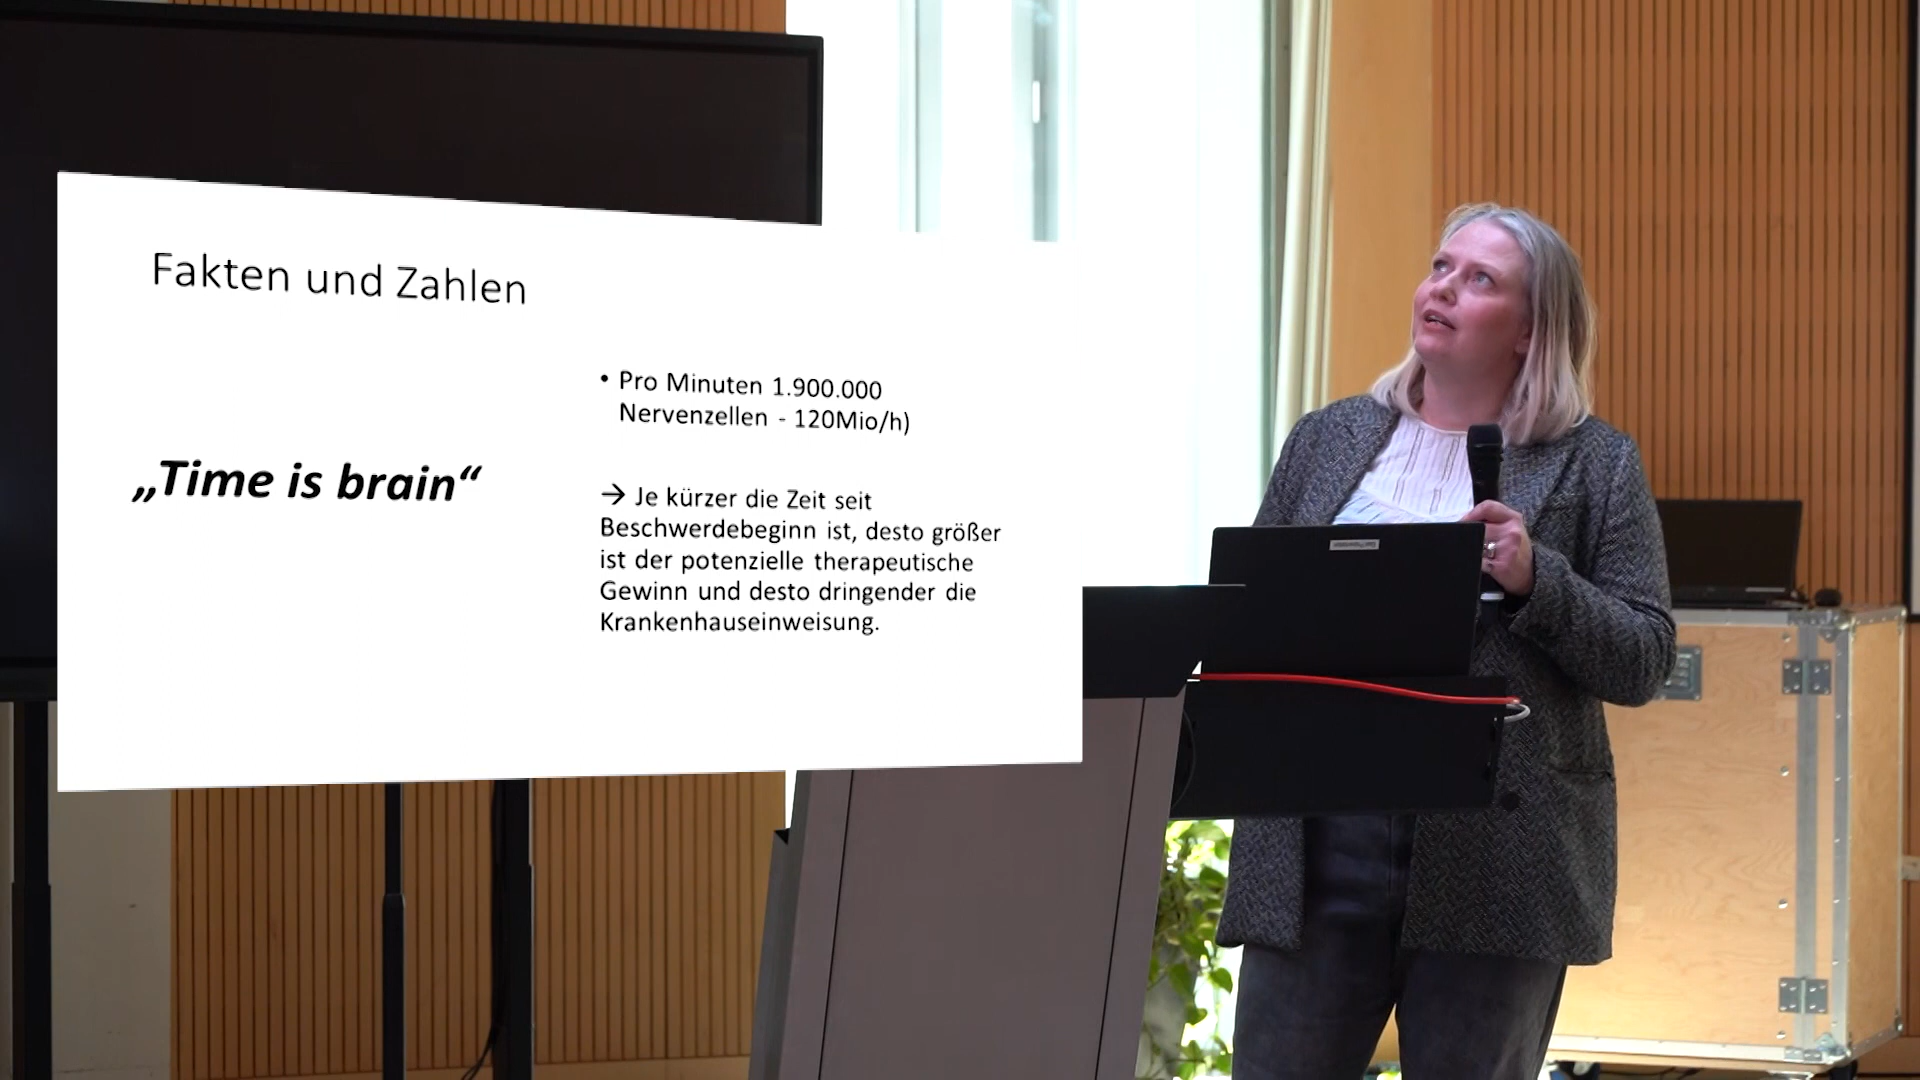 Fakten und Zahlen
„Time is brain“
• Pro Minuten 1.900.000
Nervenzellen - 120Mio/h)
→ Je kürzer die Zeit seit
Beschwerdebeginn ist, desto größer
ist der potenzielle therapeutische
Gewinn und desto dringender die
Krankenhauseinweisung.